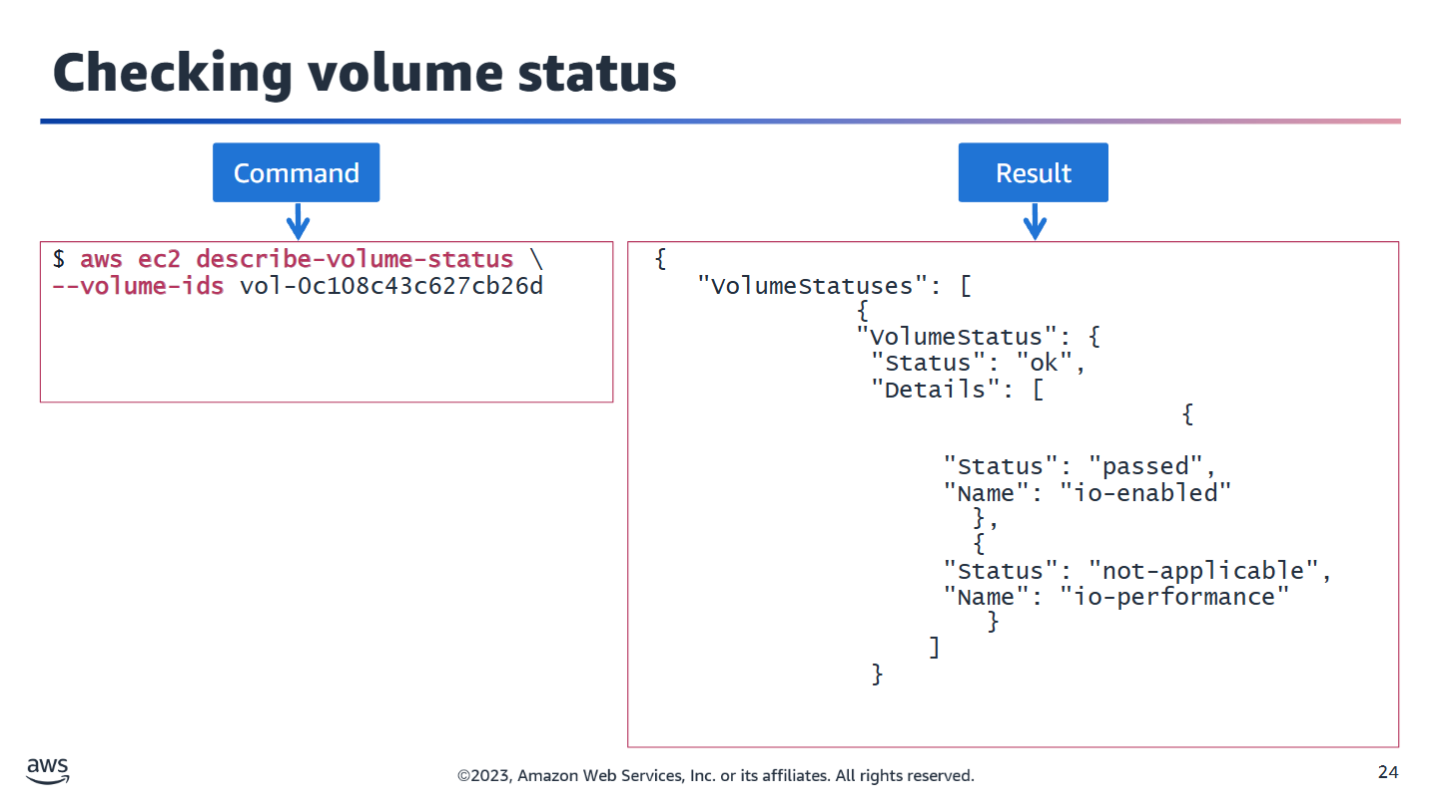 Checking volume status
Command
$ aws ec2 describe-volume-status \
--volume-ids vol-0c108c43c627cb26d
Result
{
"VolumeStatuses": [
{
"VolumeStatus": {
"Status": "ok",
"Details": [
{
"Status": "passed",
"Name": "io-enabled"
},
{
"Status": "not-applicable",
"Name": "io-performance"
}
]
}
aws
©2023, Amazon Web Services, Inc. or its affiliates. All rights reserved.
24